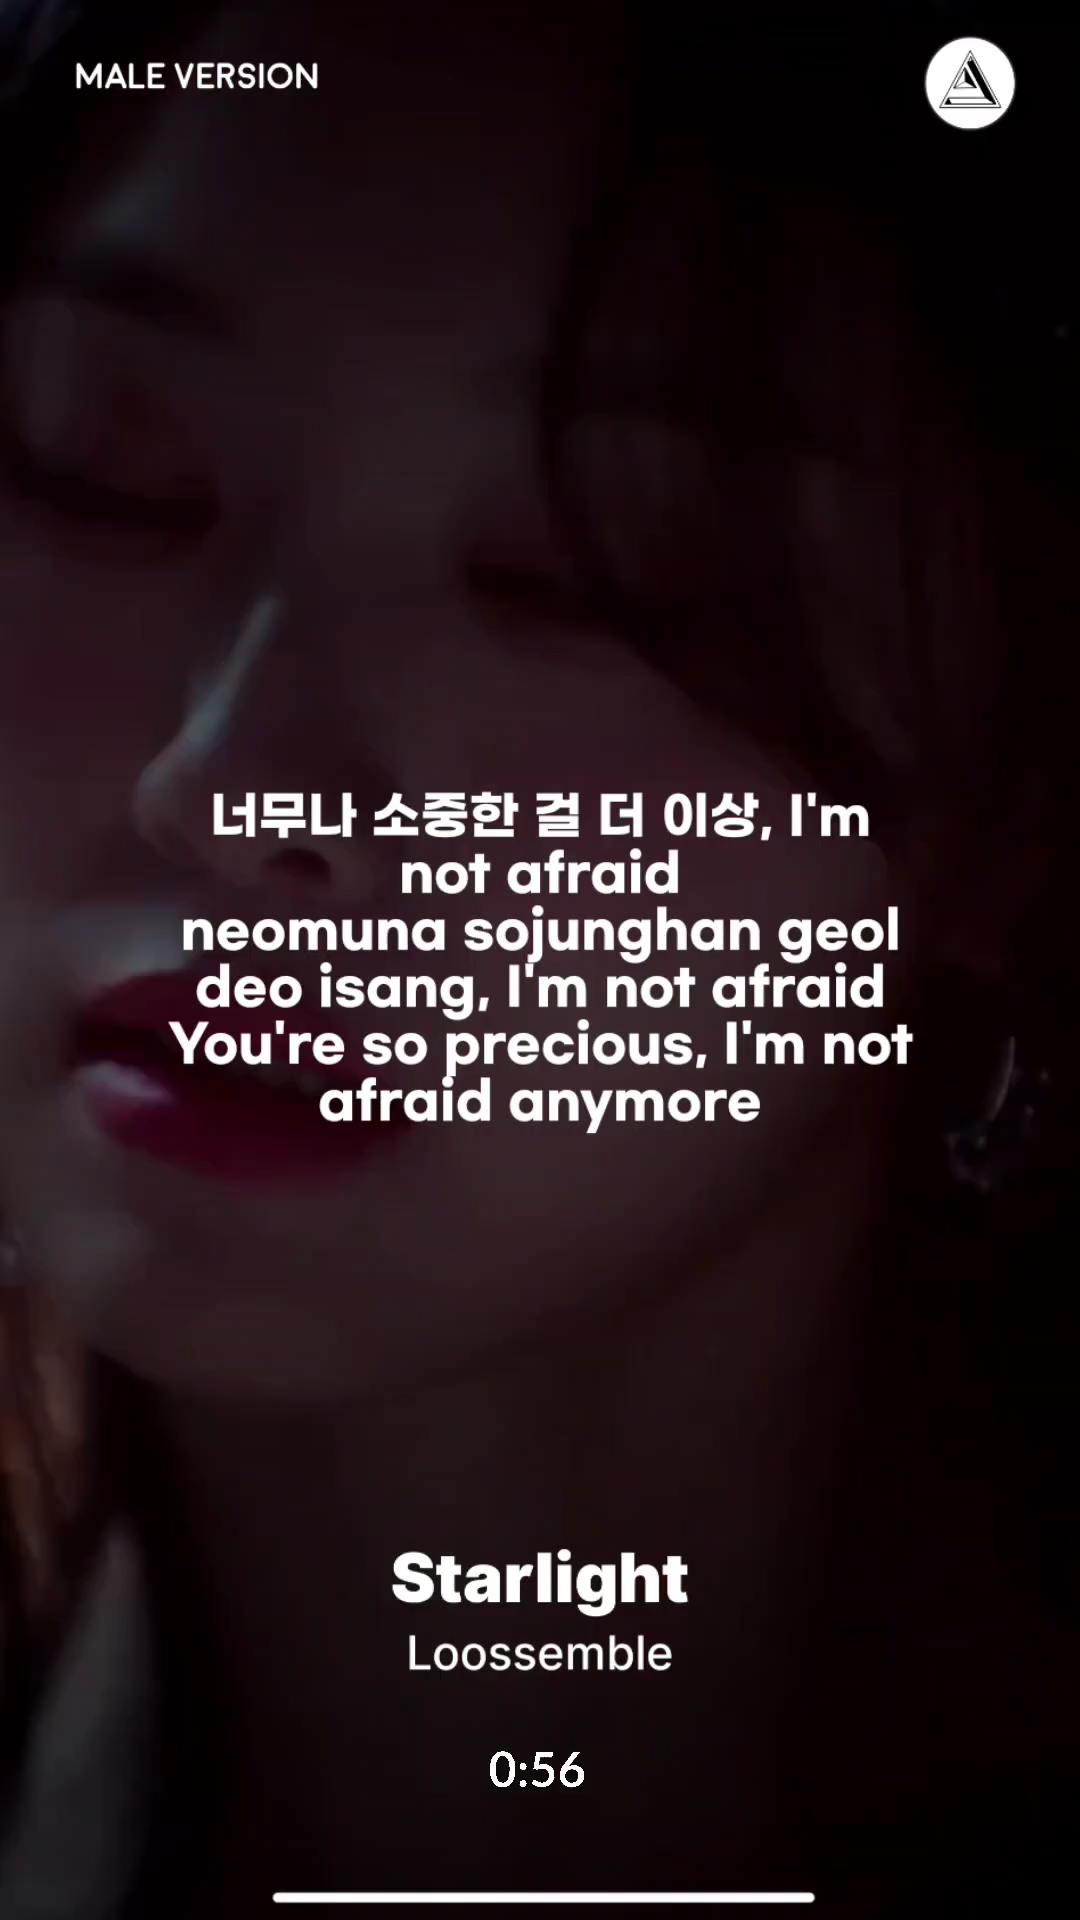 MALE VERSION
너무나 소중한 걸 더 이상, I'm
not afraid
neomuna sojunghan geol
deo isang, I'm not afraid
You're so precious, I'm not
afraid anymore
Starlight
Loossemble
0:56